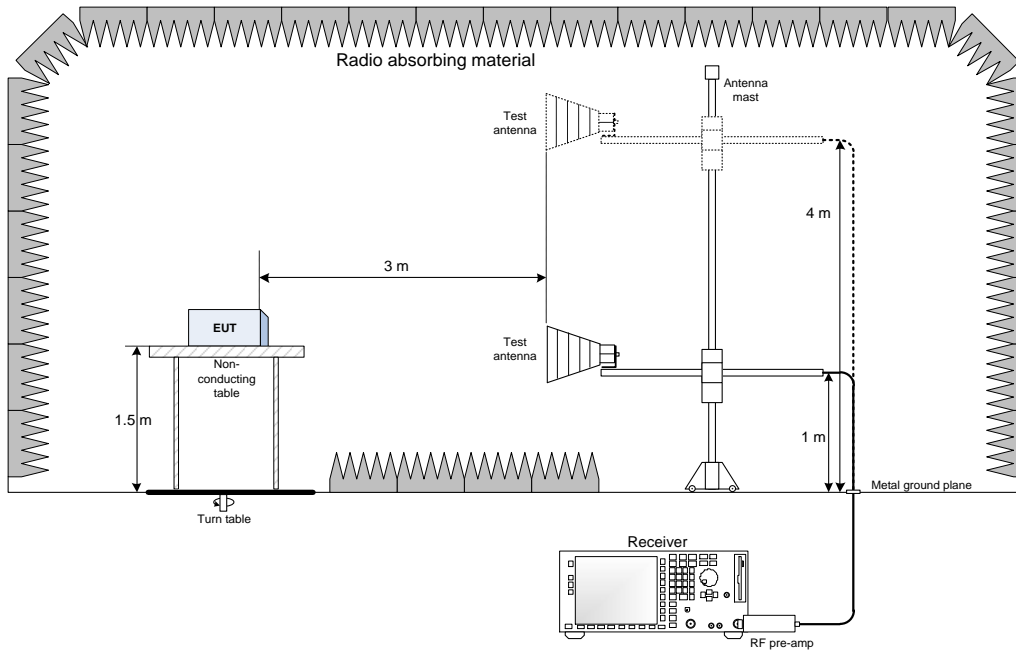 Radio absorbing material
Antenna
mast
Test
antenna
4 m
3 m
EUT
Test
antenna
Non-
conducting
table
1.5 m
1 m
Metal ground plane
Turn table
Receiver
RF pre-amp